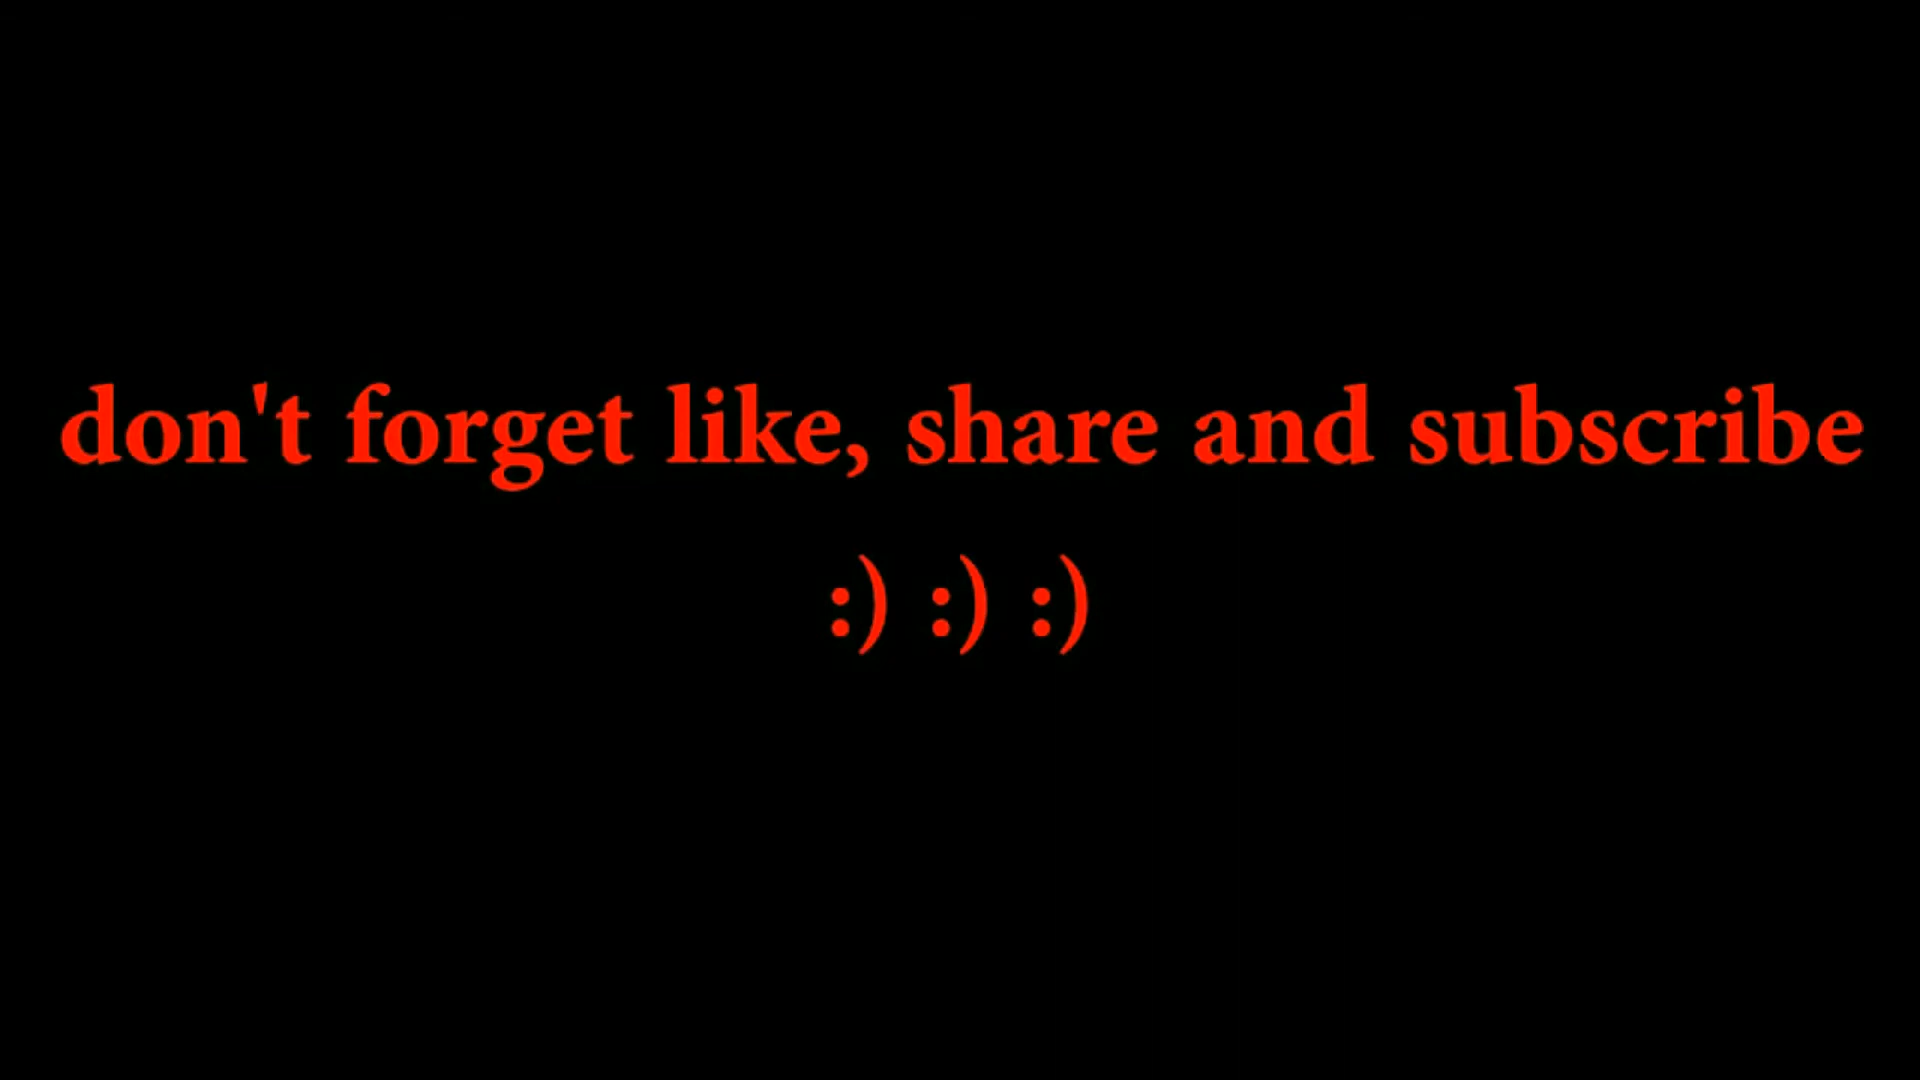 don't forget like, share and subscribe
:) :) :)